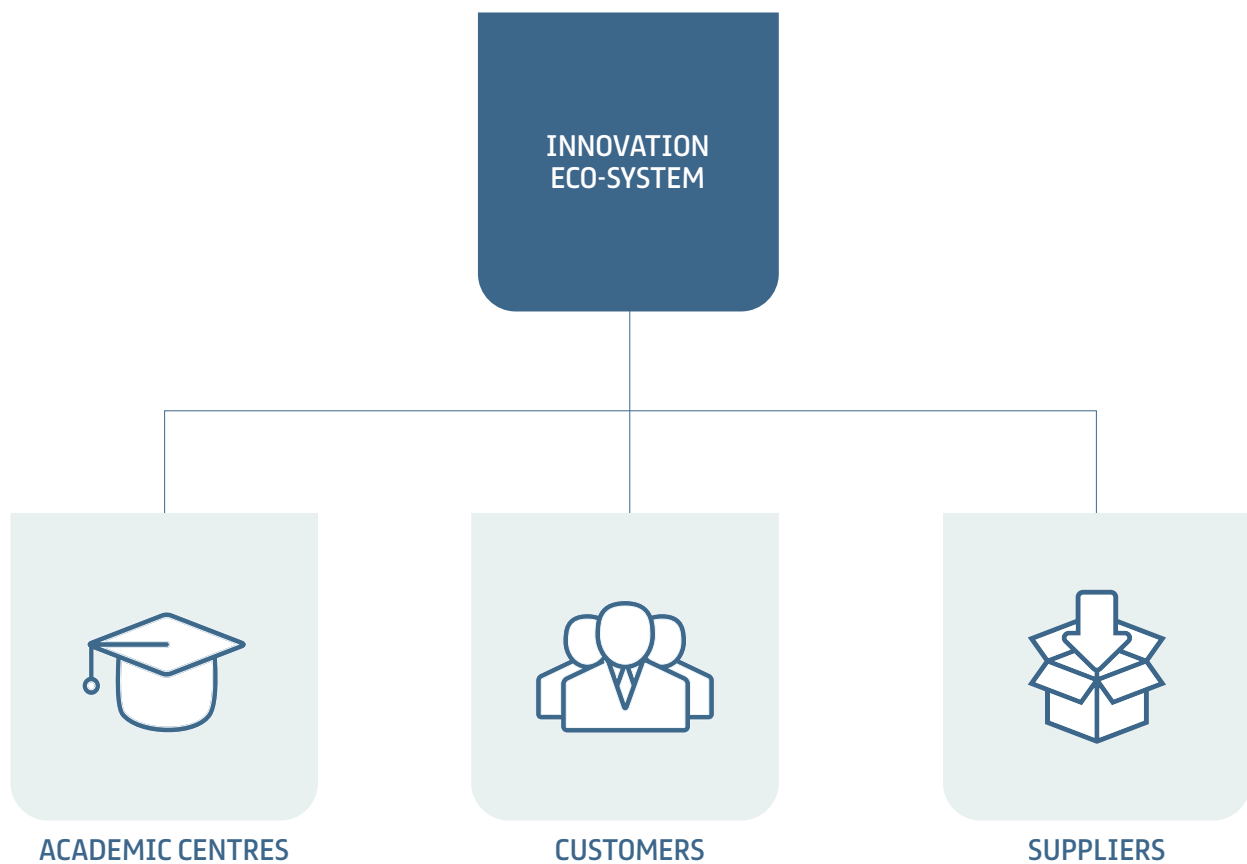 INNOVATION
ECO-SYSTEM
ACADEMIC CENTRES
CUSTOMERS
SUPPLIERS